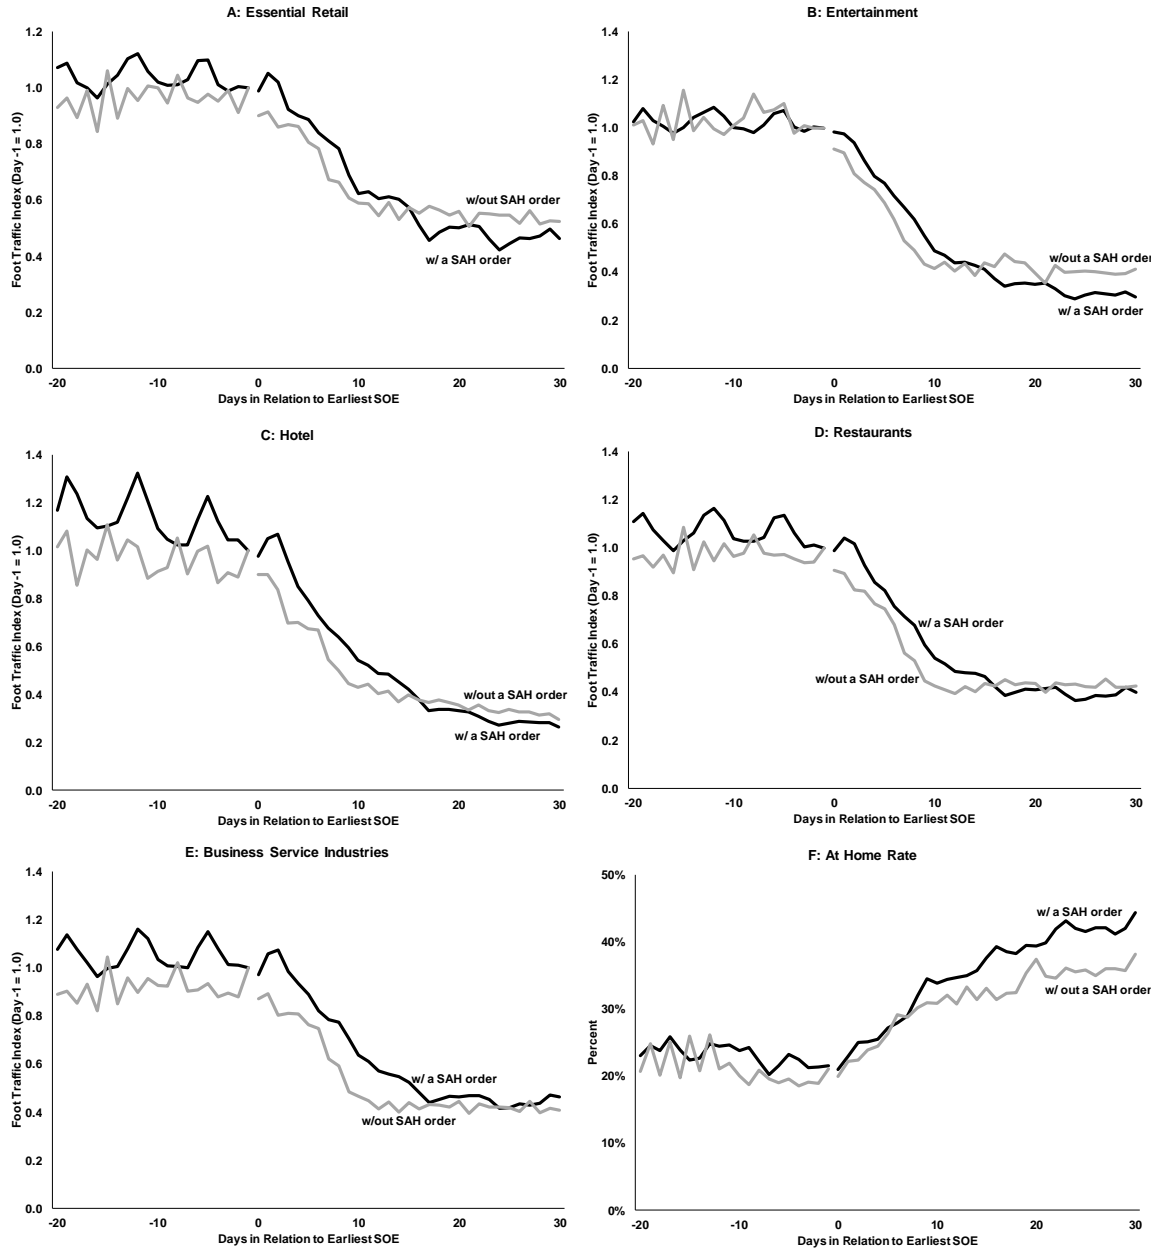 A: Essential Retail
Foot Traffic Index (Day -1 = 1.0)
1.2
1.0
0.8
0.6
0.4
0.2
0.0
w/out SAH order
w/ a SAH order
-20 -10 0 10 20 30
Days in Relation to Earliest SOE
B: Entertainment
Foot Traffic Index (Day -1 = 1.0)
1.4
1.2
1.0
0.8
0.6
0.4
0.2
0.0
w/out a SAH order
w/ a SAH order
-20 -10 0 10 20 30
Days in Relation to Earliest SOE
C: Hotel
Foot Traffic Index (Day -1 = 1.0)
1.4
1.2
1.0
0.8
0.6
0.4
0.2
0.0
w/out a SAH order
w/ a SAH order
-20 -10 0 10 20 30
Days in Relation to Earliest SOE
D: Restaurants
Foot Traffic Index (Day -1 = 1.0)
1.4
1.2
1.0
0.8
0.6
0.4
0.2
0.0
w/ a SAH order
w/out a SAH order
-20 -10 0 10 20 30
Days in Relation to Earliest SOE
E: Business Service Industries
Foot Traffic Index (Day -1 = 1.0)
1.4
1.2
1.0
0.8
0.6
0.4
0.2
0.0
w/ a SAH order
w/out SAH order
-20 -10 0 10 20 30
Days in Relation to Earliest SOE
F: At Home Rate
Percent
50%
40%
30%
20%
10%
0%
w/ a SAH order
w/ out a SAH order
-20 -10 0 10 20 30
Days in Relation to Earliest SOE